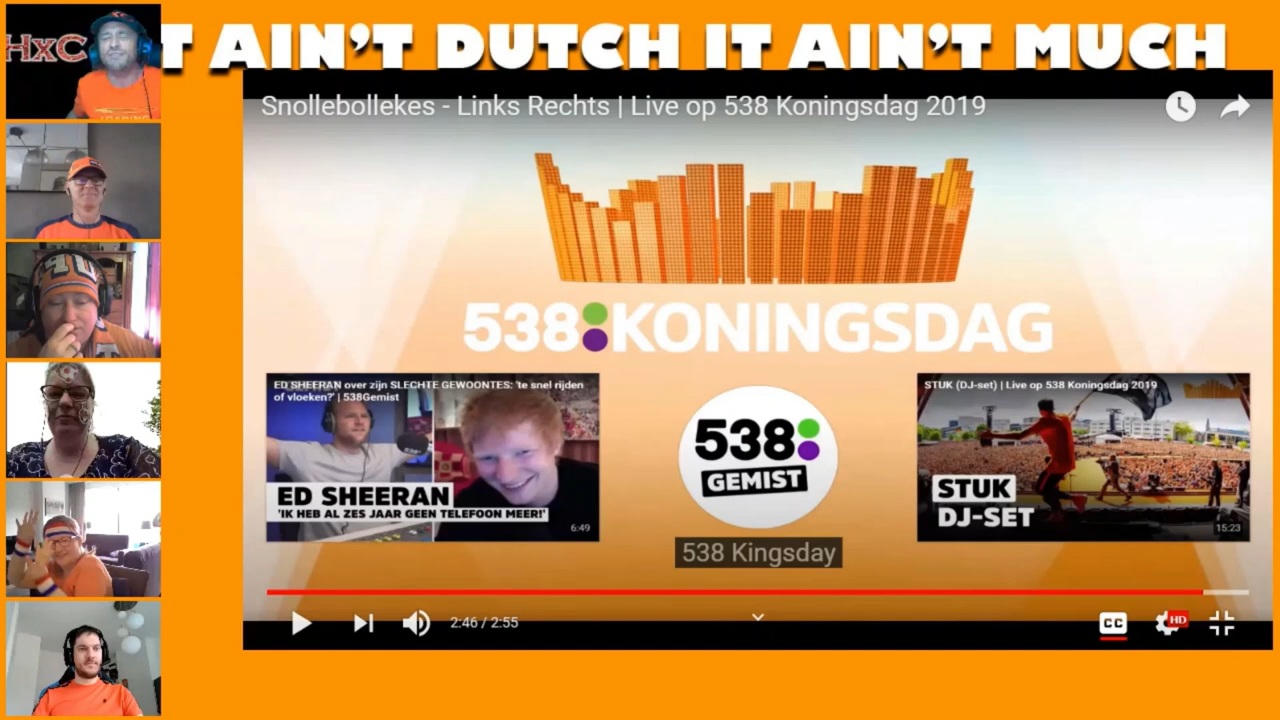 HxC
T AIN'T DUTCH IT AIN'T MUCH
Snollebollekes - Links Rechts | Live op 538 Koningsdag 2019
538 KONINGSDAG
ED SHEERAN over zijn SLECHTE GEWOONTES: 'te snel rijden
of vloeken?' | 538Gemist
ED SHEERAN
'IK HEB AL ZES JAAR GEEN TELEFOON MEER!'
6:49
538
GEMIST
STUK (DJ-set) | Live op 538 Koningsdag 2019
STUK
DJ-SET
15:23
538 Kingsday
2:46 / 2:55
CC
HD